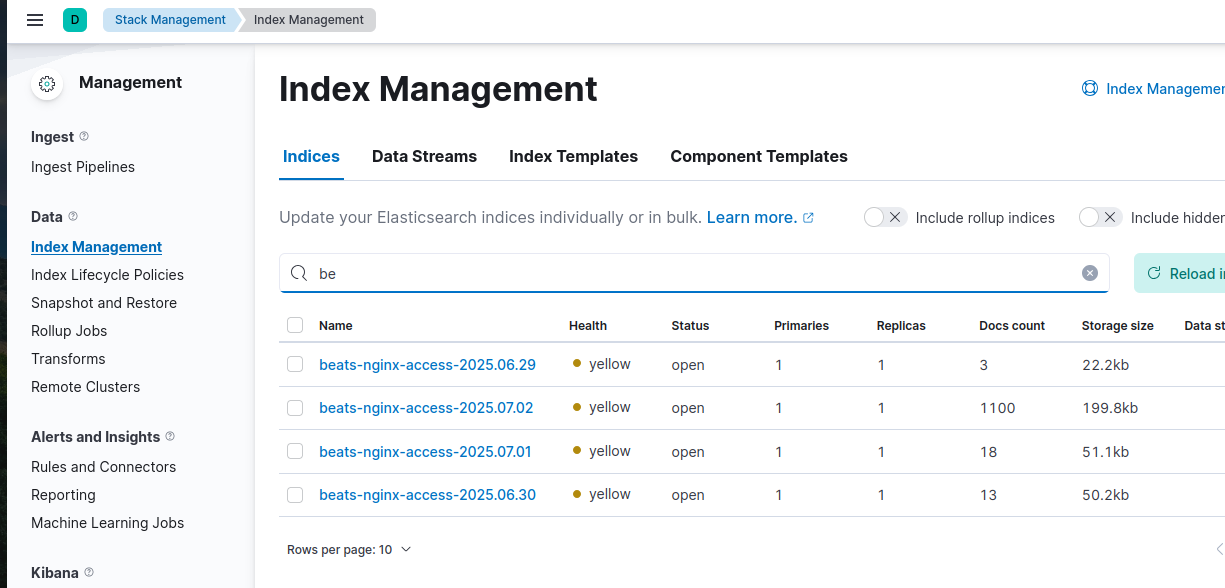 D Stack Management Index Management
Management
Ingest
Ingest Pipelines
Data
Index Management
Index Lifecycle Policies
Snapshot and Restore
Rollup Jobs
Transforms
Remote Clusters
Alerts and Insights
Rules and Connectors
Reporting
Machine Learning Jobs
Kibana
Index Management
Index Managemen
Indices Data Streams Index Templates Component Templates
Update your Elasticsearch indices individually or in bulk. Learn more. Include rollup indices Include hidden
be
Reload in
Name Health Status Primaries Replicas Docs count Storage size Data st
beats-nginx-access-2025.06.29 yellow open 1 1 3 22.2kb
beats-nginx-access-2025.07.02 yellow open 1 1 1100 199.8kb
beats-nginx-access-2025.07.01 yellow open 1 1 18 51.1kb
beats-nginx-access-2025.06.30 yellow open 1 1 13 50.2kb
Rows per page: 10